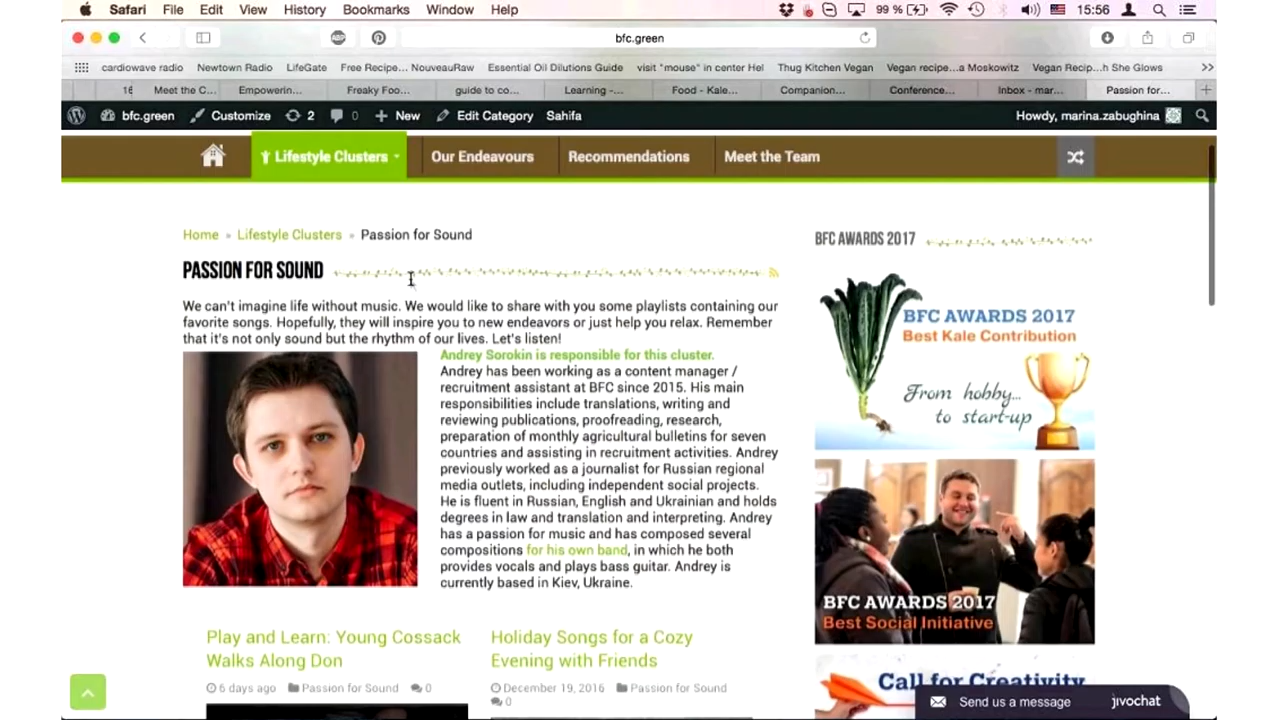 Safari File Edit View History Bookmarks Window Help 99 % 15:56
bfc.green
cardiowave radio Newtown Radio LifeGate Free Recipe... NouveauRaw Essential Oil Dilutions Guide visit "mouse" in center Hel Thug Kitchen Vegan Vegan recipe...a Moskowitz Vegan Recip...h She Glows >>
Meet the C... Empowerin... Freaky Foo... guide to co... Learning -... Food - Kale... Companion... Conference... Inbox - mar... Passion for... +
bfc.green Customize 2 0 + New Edit Category Sahifa Howdy, marina.zabughina
Lifestyle Clusters Our Endeavours Recommendations Meet the Team
Home » Lifestyle Clusters » Passion for Sound
PASSION FOR SOUND
We can't imagine life without music. We would like to share with you some playlists containing our
favorite songs. Hopefully, they will inspire you to new endeavors or just help you relax. Remember
that it's not only sound but the rhythm of our lives. Let's listen!
Andrey Sorokin is responsible for this cluster.
Andrey has been working as a content manager /
recruitment assistant at BFC since 2015. His main
responsibilities include translations, writing and
reviewing publications, proofreading, research,
preparation of monthly agricultural bulletins for seven
countries and assisting in recruitment activities. Andrey
previously worked as a journalist for Russian regional
media outlets, including independent social projects.
He is fluent in Russian, English and Ukrainian and holds
degrees in law and translation and interpreting. Andrey
has a passion for music and has composed several
compositions for his own band, in which he both
provides vocals and plays bass guitar. Andrey is
currently based in Kiev, Ukraine.
Play and Learn: Young Cossack
Walks Along Don
6 days ago Passion for Sound 0
Holiday Songs for a Cozy
Evening with Friends
December 19, 2016 Passion for Sound
0
BFC AWARDS 2017
BFC AWARDS 2017
Best Kale Contribution
From hobby...
to start-up
BFC AWARDS 2017
Best Social Initiative
Call for Creativity
Send us a message jivochat